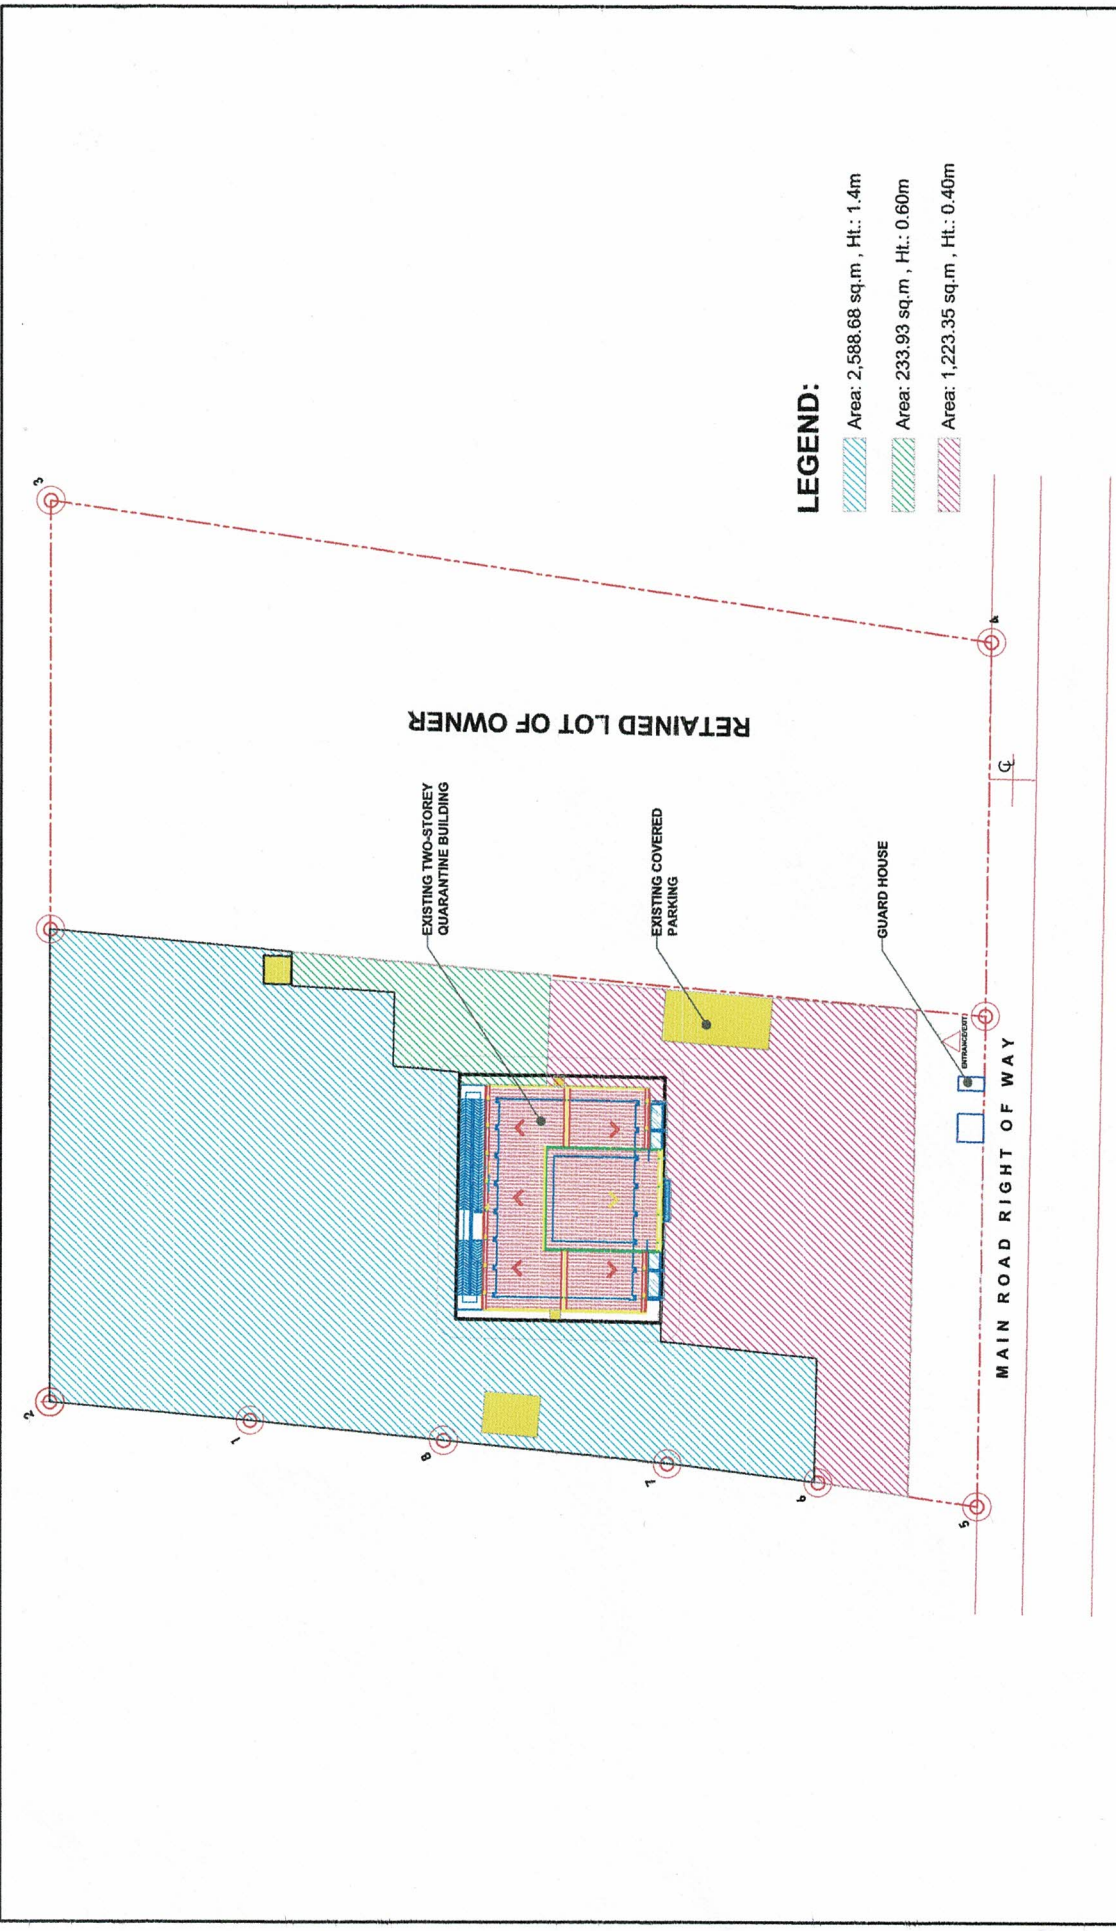 2
1
8
7
6
5
3
4
RETAINED LOT OF OWNER
EXISTING TWO-STOREY
QUARANTINE BUILDING
EXISTING COVERED
PARKING
GUARD HOUSE
ENTRANCE/EXIT
MAIN ROAD RIGHT OF WAY
LEGEND:
Area: 2,588.68 sq.m , Ht.: 1.4m
Area: 233.93 sq.m , Ht.: 0.60m
Area: 1,223.35 sq.m , Ht.: 0.40m